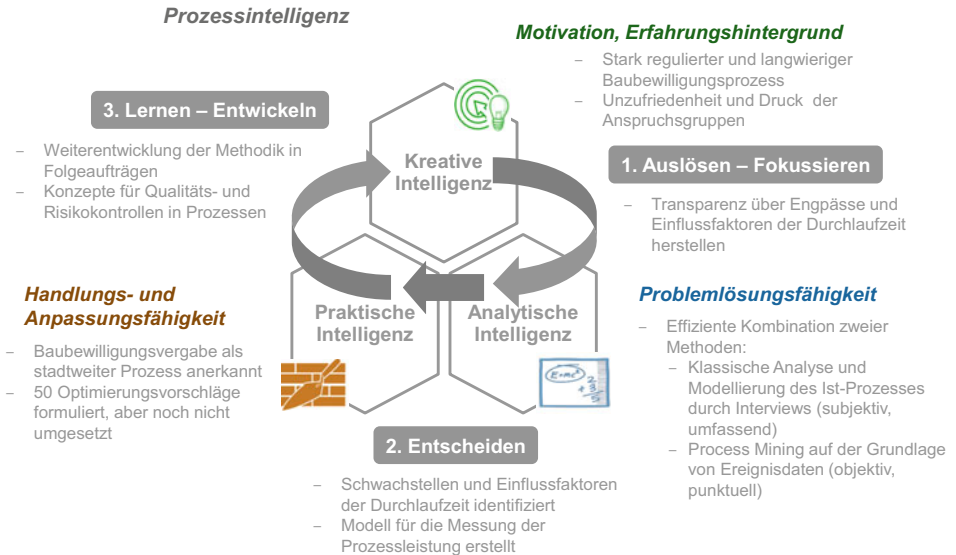 Prozessintelligenz
Motivation, Erfahrungshintergrund
– Stark regulierter und langwieriger
Baubewilligungsprozess
– Unzufriedenheit und Druck der
Anspruchsgruppen
3. Lernen – Entwickeln
– Weiterentwicklung der Methodik in
Folgeaufträgen
– Konzepte für Qualitäts- und
Risikokontrollen in Prozessen
Kreative
Intelligenz
1. Auslösen – Fokussieren
– Transparenz über Engpässe und
Einflussfaktoren der Durchlaufzeit
herstellen
Handlungs- und
Anpassungsfähigkeit
– Baubewilligungsvergabe als
stadtweiter Prozess anerkannt
– 50 Optimierungsvorschläge
formuliert, aber noch nicht
umgesetzt
Praktische
Intelligenz
Analytische
Intelligenz
Problemlösungsfähigkeit
– Effiziente Kombination zweier
Methoden:
– Klassische Analyse und
Modellierung des Ist-Prozesses
durch Interviews (subjektiv,
umfassend)
– Process Mining auf der Grundlage
von Ereignisdaten (objektiv,
punktuell)
2. Entscheiden
– Schwachstellen und Einflussfaktoren
der Durchlaufzeit identifiziert
– Modell für die Messung der
Prozessleistung erstellt